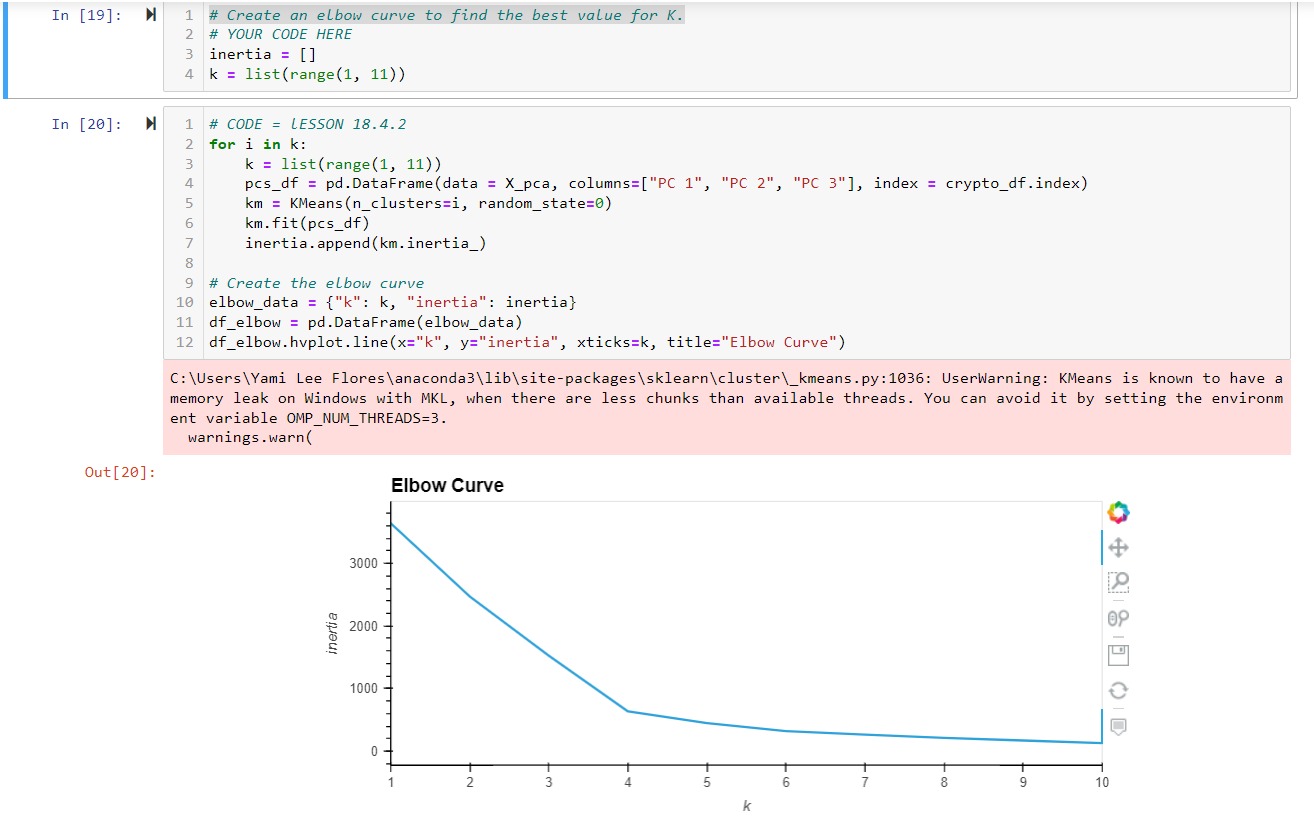 In [19]:
1 # Create an elbow curve to find the best value for K.
2 # YOUR CODE HERE
3 inertia = []
4 k = list(range(1, 11))
In [20]:
1 # CODE = lESSON 18.4.2
2 for i in k:
3 k = list(range(1, 11))
4 pcs_df = pd.DataFrame(data = X_pca, columns=["PC 1", "PC 2", "PC 3"], index = crypto_df.index)
5 km = KMeans(n_clusters=i, random_state=0)
6 km.fit(pcs_df)
7 inertia.append(km.inertia_)
8
9 # Create the elbow curve
10 elbow_data = {"k": k, "inertia": inertia}
11 df_elbow = pd.DataFrame(elbow_data)
12 df_elbow.hvplot.line(x="k", y="inertia", xticks=k, title="Elbow Curve")
C:\Users\Yami Lee Flores\anaconda3\lib\site-packages\sklearn\cluster\_kmeans.py:1036: UserWarning: KMeans is known to have a
memory leak on Windows with MKL, when there are less chunks than available threads. You can avoid it by setting the environm
ent variable OMP_NUM_THREADS=3.
warnings.warn(
Out[20]:
Elbow Curve
3000
2000
1000
0
inertia
1 2 3 4 5 6 7 8 9 10
k